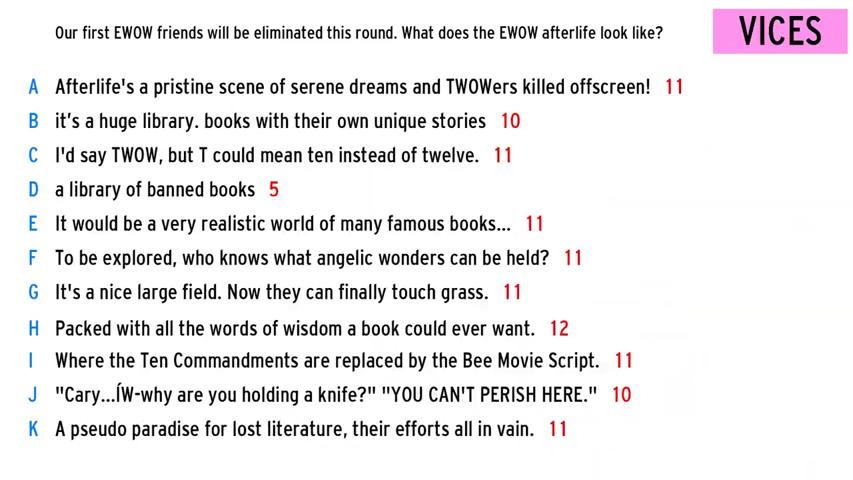 Our first EWOW friends will be eliminated this round. What does the EWOW afterlife look like?
VICES
A Afterlife's a pristine scene of serene dreams and TWOWers killed offscreen! 11
B it's a huge library. books with their own unique stories 10
C I'd say TWOW, but T could mean ten instead of twelve. 11
D a library of banned books 5
E It would be a very realistic world of many famous books... 11
F To be explored, who knows what angelic wonders can be held? 11
G It's a nice large field. Now they can finally touch grass. 11
H Packed with all the words of wisdom a book could ever want. 12
I Where the Ten Commandments are replaced by the Bee Movie Script. 11
J "Cary...ÍW-why are you holding a knife?" "YOU CAN'T PERISH HERE." 10
K A pseudo paradise for lost literature, their efforts all in vain. 11